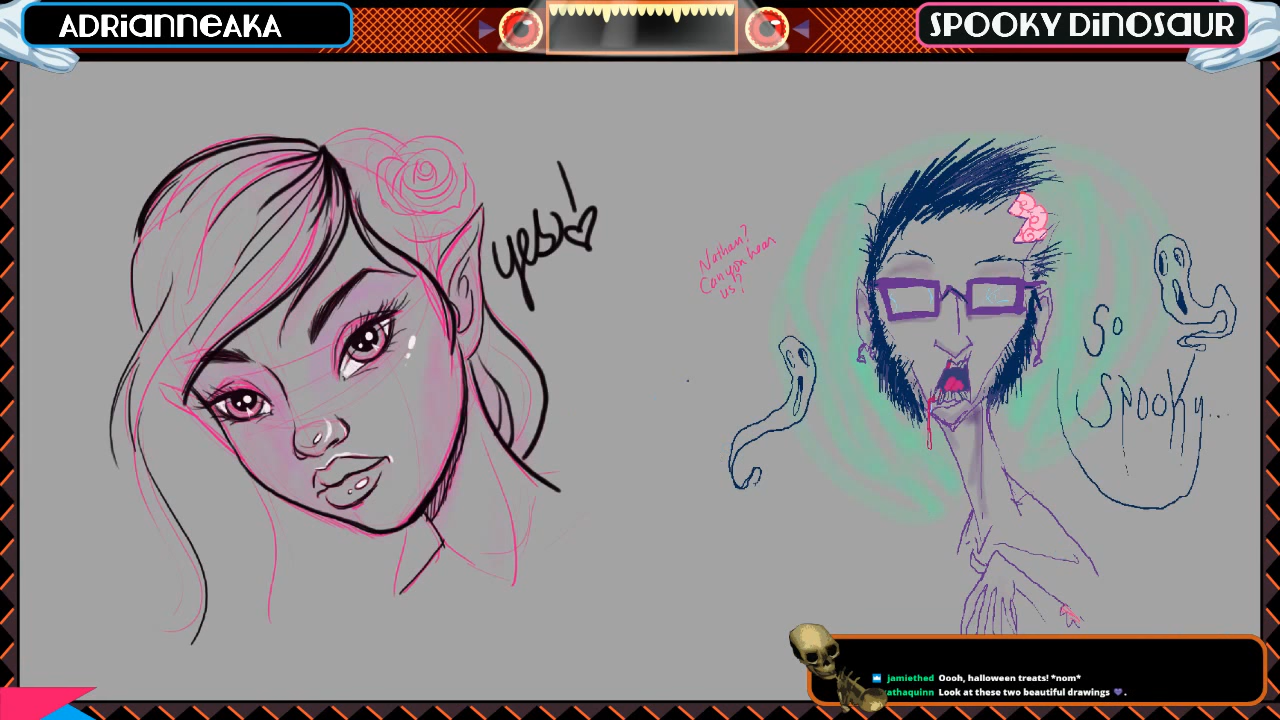 ADRIANNEAKA
SPOOKY DINOSAUR
yes!
Nathan?
Can you hear
us!?
So
Spooky...
jamiethed Oooh, halloween treats! *nom*
athaquinn Look at these two beautiful drawings 💜.